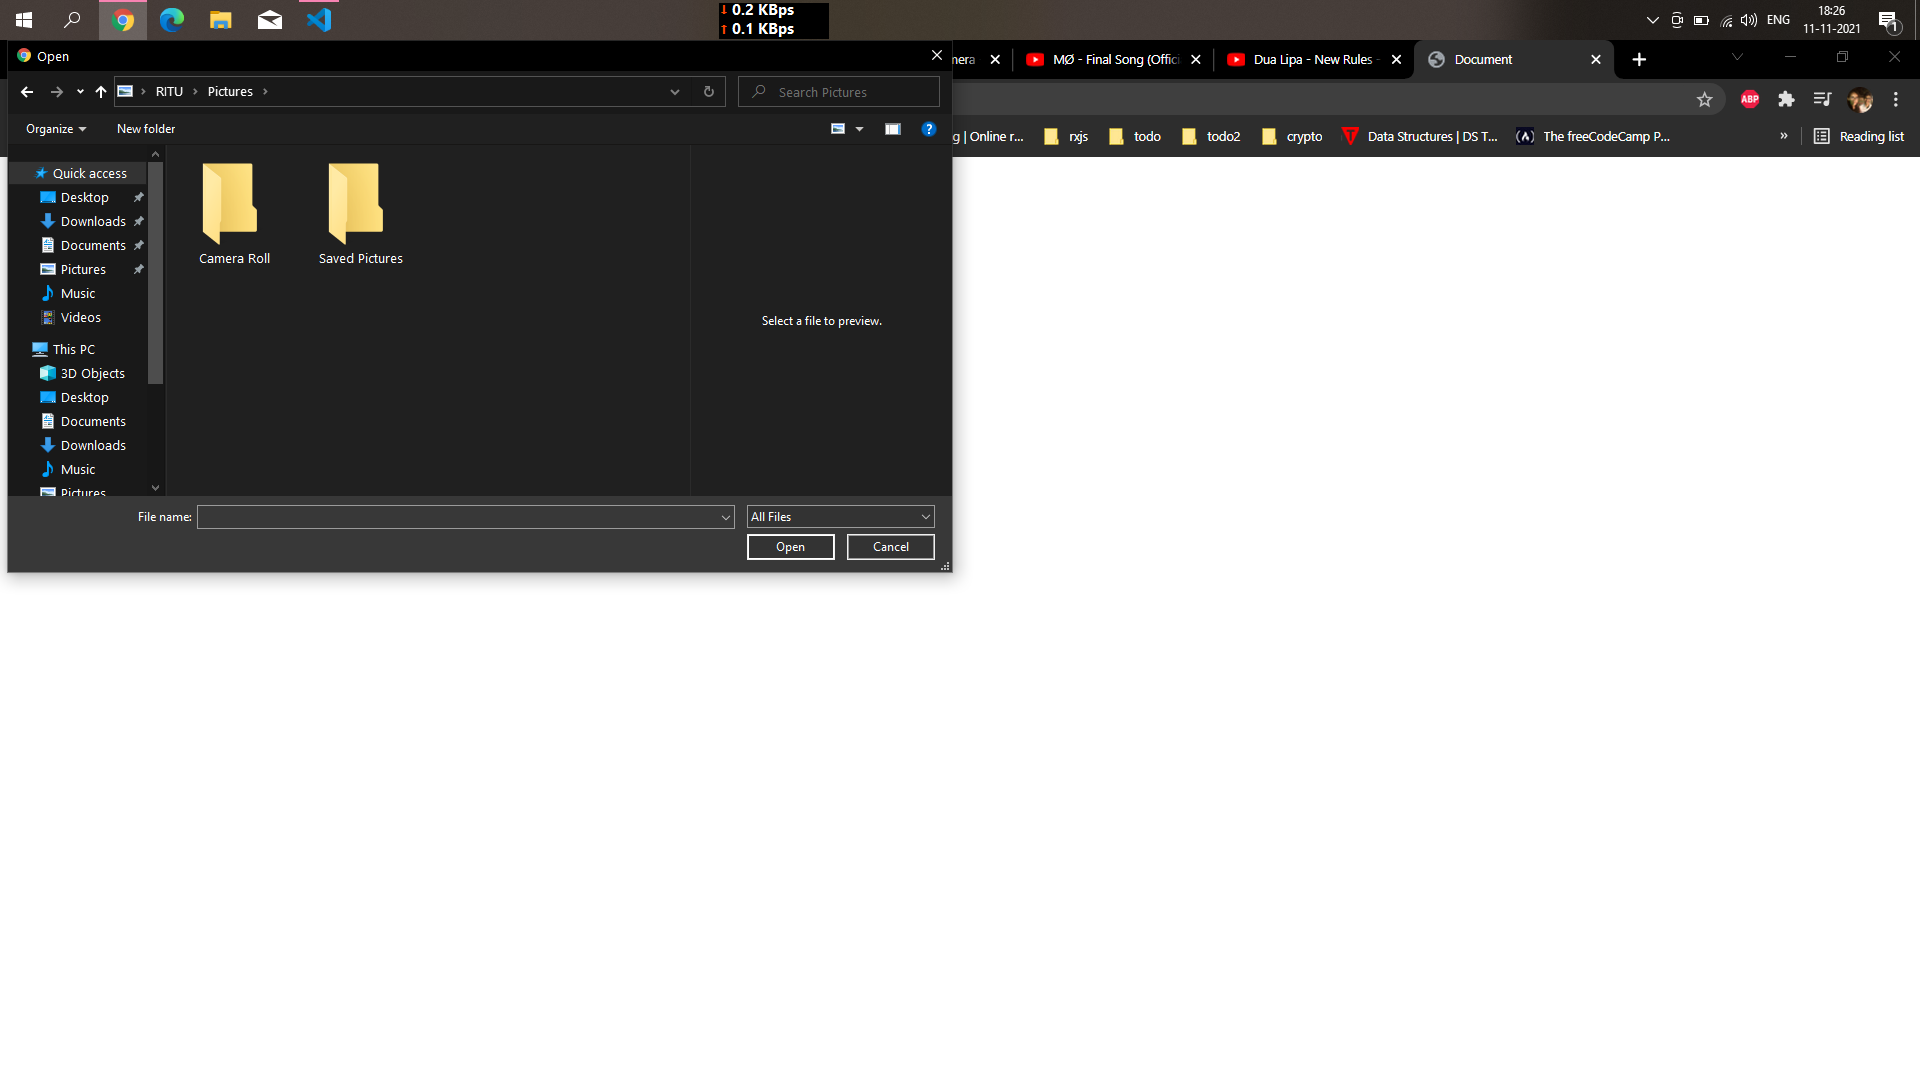 0.2 KBps
0.1 KBps
ENG
18:26
11-11-2021
1
Open
mera
MØ - Final Song (Offici
Dua Lipa - New Rules -
Document
RITU
Pictures
Search Pictures
ABP
Organize
New folder
g | Online r...
rxjs
todo
todo2
crypto
Data Structures | DS T...
The freeCodeCamp P...
»
Reading list
Quick access
Desktop
Downloads
Documents
Pictures
Music
Videos
This PC
3D Objects
Desktop
Documents
Downloads
Music
Pictures
Camera Roll
Saved Pictures
Select a file to preview.
File name:
All Files
Open
Cancel